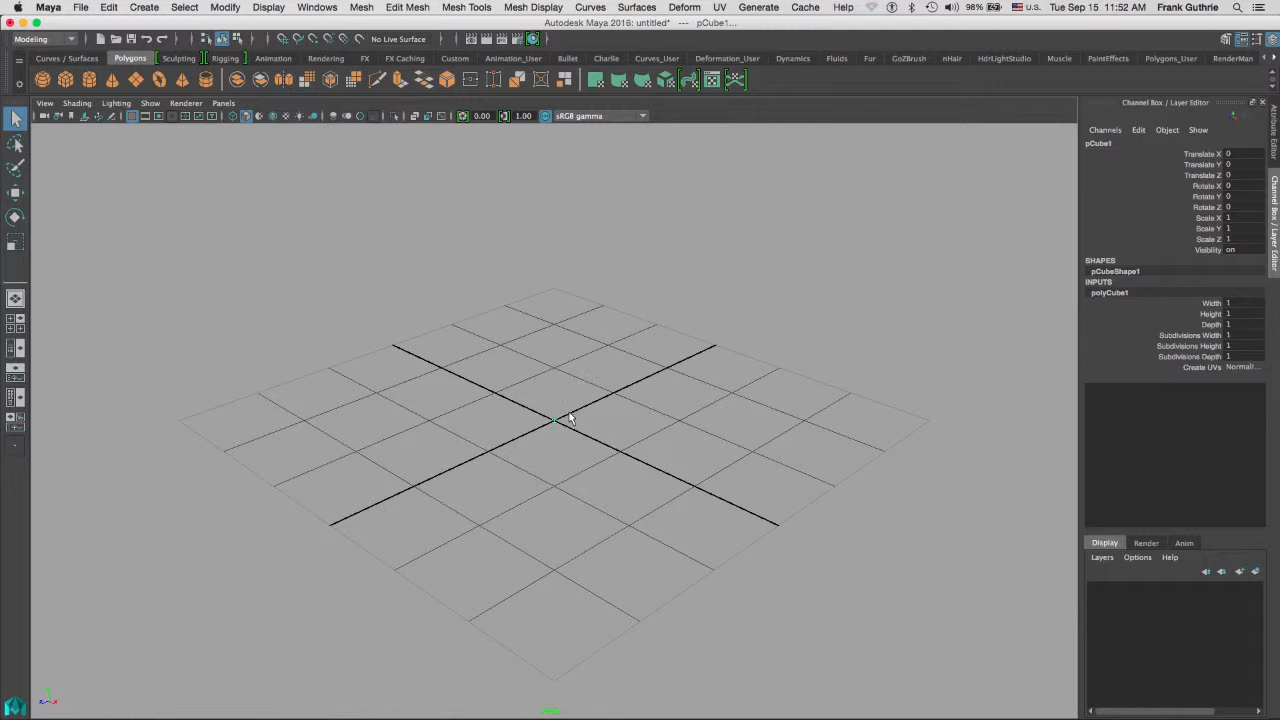 Maya File Edit Create Select Modify Display Windows Mesh Edit Mesh Mesh Tools Mesh Display Curves Surfaces Deform UV Generate Cache Help 98% U.S. Tue Sep 15 11:52 AM Frank Guthrie
Autodesk Maya 2016: untitled* --- pCube1...
Modeling No Live Surface
Curves / Surfaces Polygons Sculpting Rigging Animation Rendering FX FX Caching Custom Animation_User Bullet Charlie Curves_User Deformation_User Dynamics Fluids Fur GoZBrush nHair HdrLightStudio Muscle PaintEffects Polygons_User RenderMan
View Shading Lighting Show Renderer Panels
0.00 1.00 sRGB gamma
Channel Box / Layer Editor
Channels Edit Object Show
pCube1
Translate X 0
Translate Y 0
Translate Z 0
Rotate X 0
Rotate Y 0
Rotate Z 0
Scale X 1
Scale Y 1
Scale Z 1
Visibility on
SHAPES
pCubeShape1
INPUTS
polyCube1
Width 1
Height 1
Depth 1
Subdivisions Width 1
Subdivisions Height 1
Subdivisions Depth 1
Create UVs Normali...
Display Render Anim
Layers Options Help
Attribute Editor
Channel Box / Layer Editor